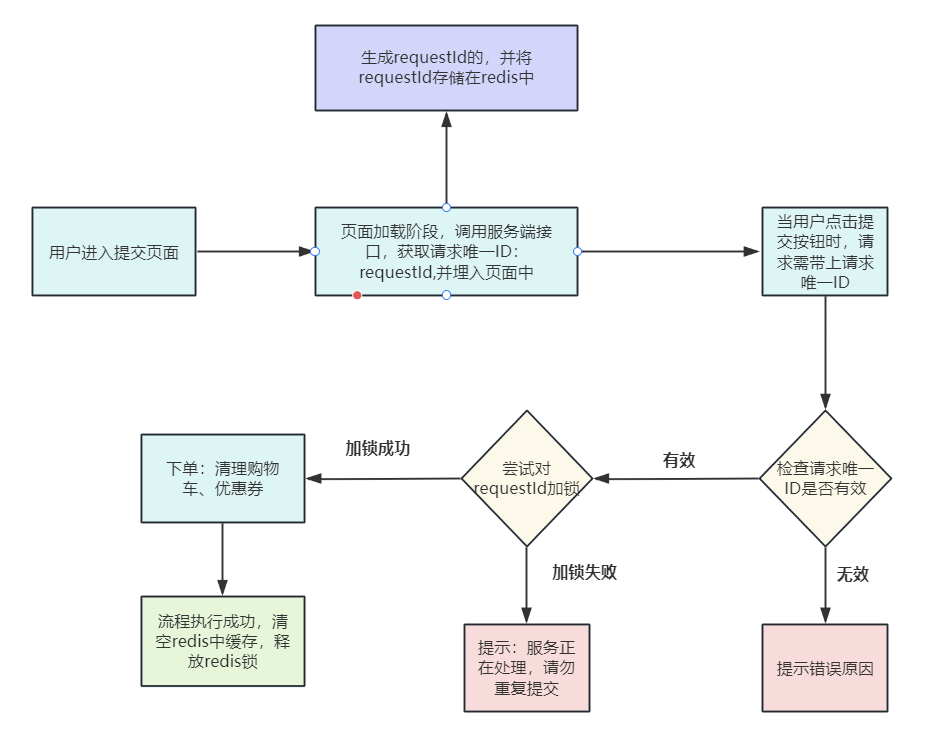 生成requestId的，并将
requestId存储在redis中
用户进入提交页面
页面加载阶段，调用服务端接
口，获取请求唯一ID：
requestId,并埋入页面中
当用户点击提
交按钮时，请
求需带上请求
唯一ID
检查请求唯一
ID是否有效
有效
无效
尝试对
requestId加锁
加锁成功
加锁失败
下单：清理购物
车、优惠券
流程执行成功，清
空redis中缓存，释
放redis锁
提示：服务正
在处理，请勿
重复提交
提示错误原因